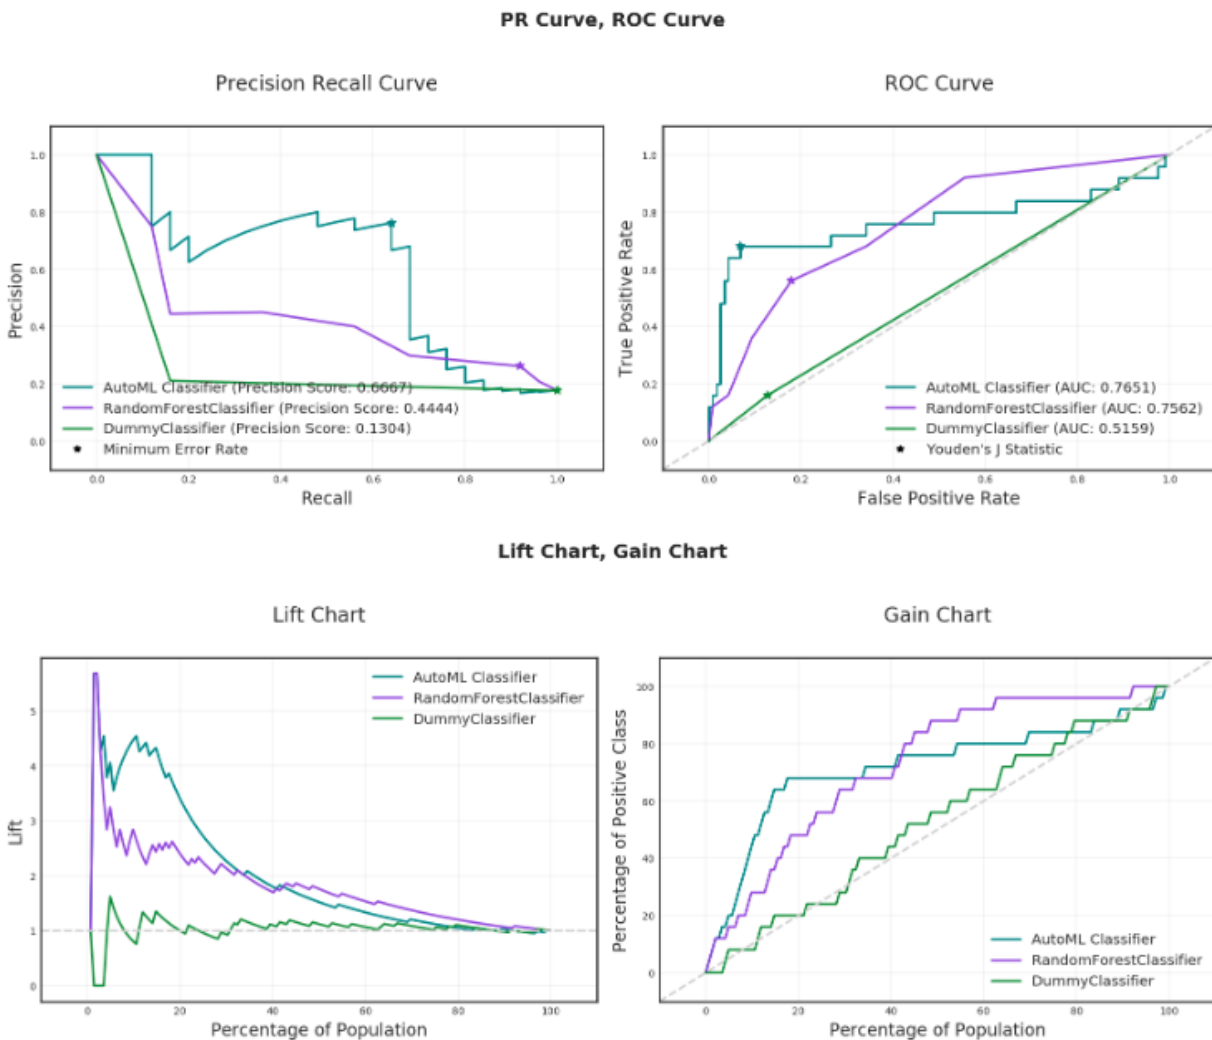 PR Curve, ROC Curve
Precision Recall Curve
Precision
1.0
0.8
0.6
0.4
0.2
0.0
AutoML Classifier (Precision Score: 0.6667)
RandomForestClassifier (Precision Score: 0.4444)
DummyClassifier (Precision Score: 0.1304)
Minimum Error Rate
0.0 0.2 0.4 0.6 0.8 1.0
Recall
ROC Curve
True Positive Rate
1.0
0.8
0.6
0.4
0.2
0.0
AutoML Classifier (AUC: 0.7651)
RandomForestClassifier (AUC: 0.7562)
DummyClassifier (AUC: 0.5159)
Youden's J Statistic
0.0 0.2 0.4 0.6 0.8 1.0
False Positive Rate
Lift Chart, Gain Chart
Lift Chart
Lift
5
4
3
2
1
0
AutoML Classifier
RandomForestClassifier
DummyClassifier
0 20 40 60 80 100
Percentage of Population
Gain Chart
Percentage of Positive Class
100
80
60
40
20
0
AutoML Classifier
RandomForestClassifier
DummyClassifier
0 20 40 60 80 100
Percentage of Population